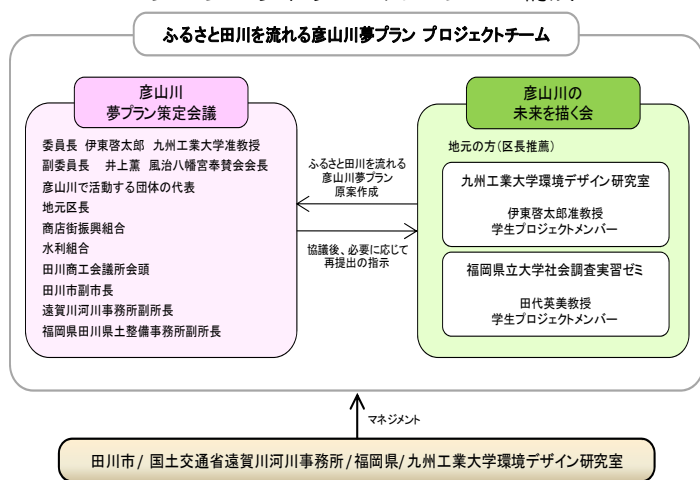 ふるさと田川を流れる彦山川夢プラン プロジェクトチーム
彦山川
夢プラン策定会議
委員長 伊東啓太郎 九州工業大学准教授
副委員長 井上薫 風治八幡宮奉賛会会長
彦山川で活動する団体の代表
地元区長
商店街振興組合
水利組合
田川商工会議所会頭
田川市副市長
遠賀川河川事務所副所長
福岡県田川県土整備事務所副所長
ふるさと田川を流れる
彦山川夢プラン
原案作成
協議後、必要に応じて
再提出の指示
彦山川の
未来を描く会
地元の方（区長推薦）
九州工業大学環境デザイン研究室
伊東啓太郎准教授
学生プロジェクトメンバー
福岡県立大学社会調査実習ゼミ
田代英美教授
学生プロジェクトメンバー
マネジメント
田川市/ 国土交通省遠賀川河川事務所/福岡県/九州工業大学環境デザイン研究室